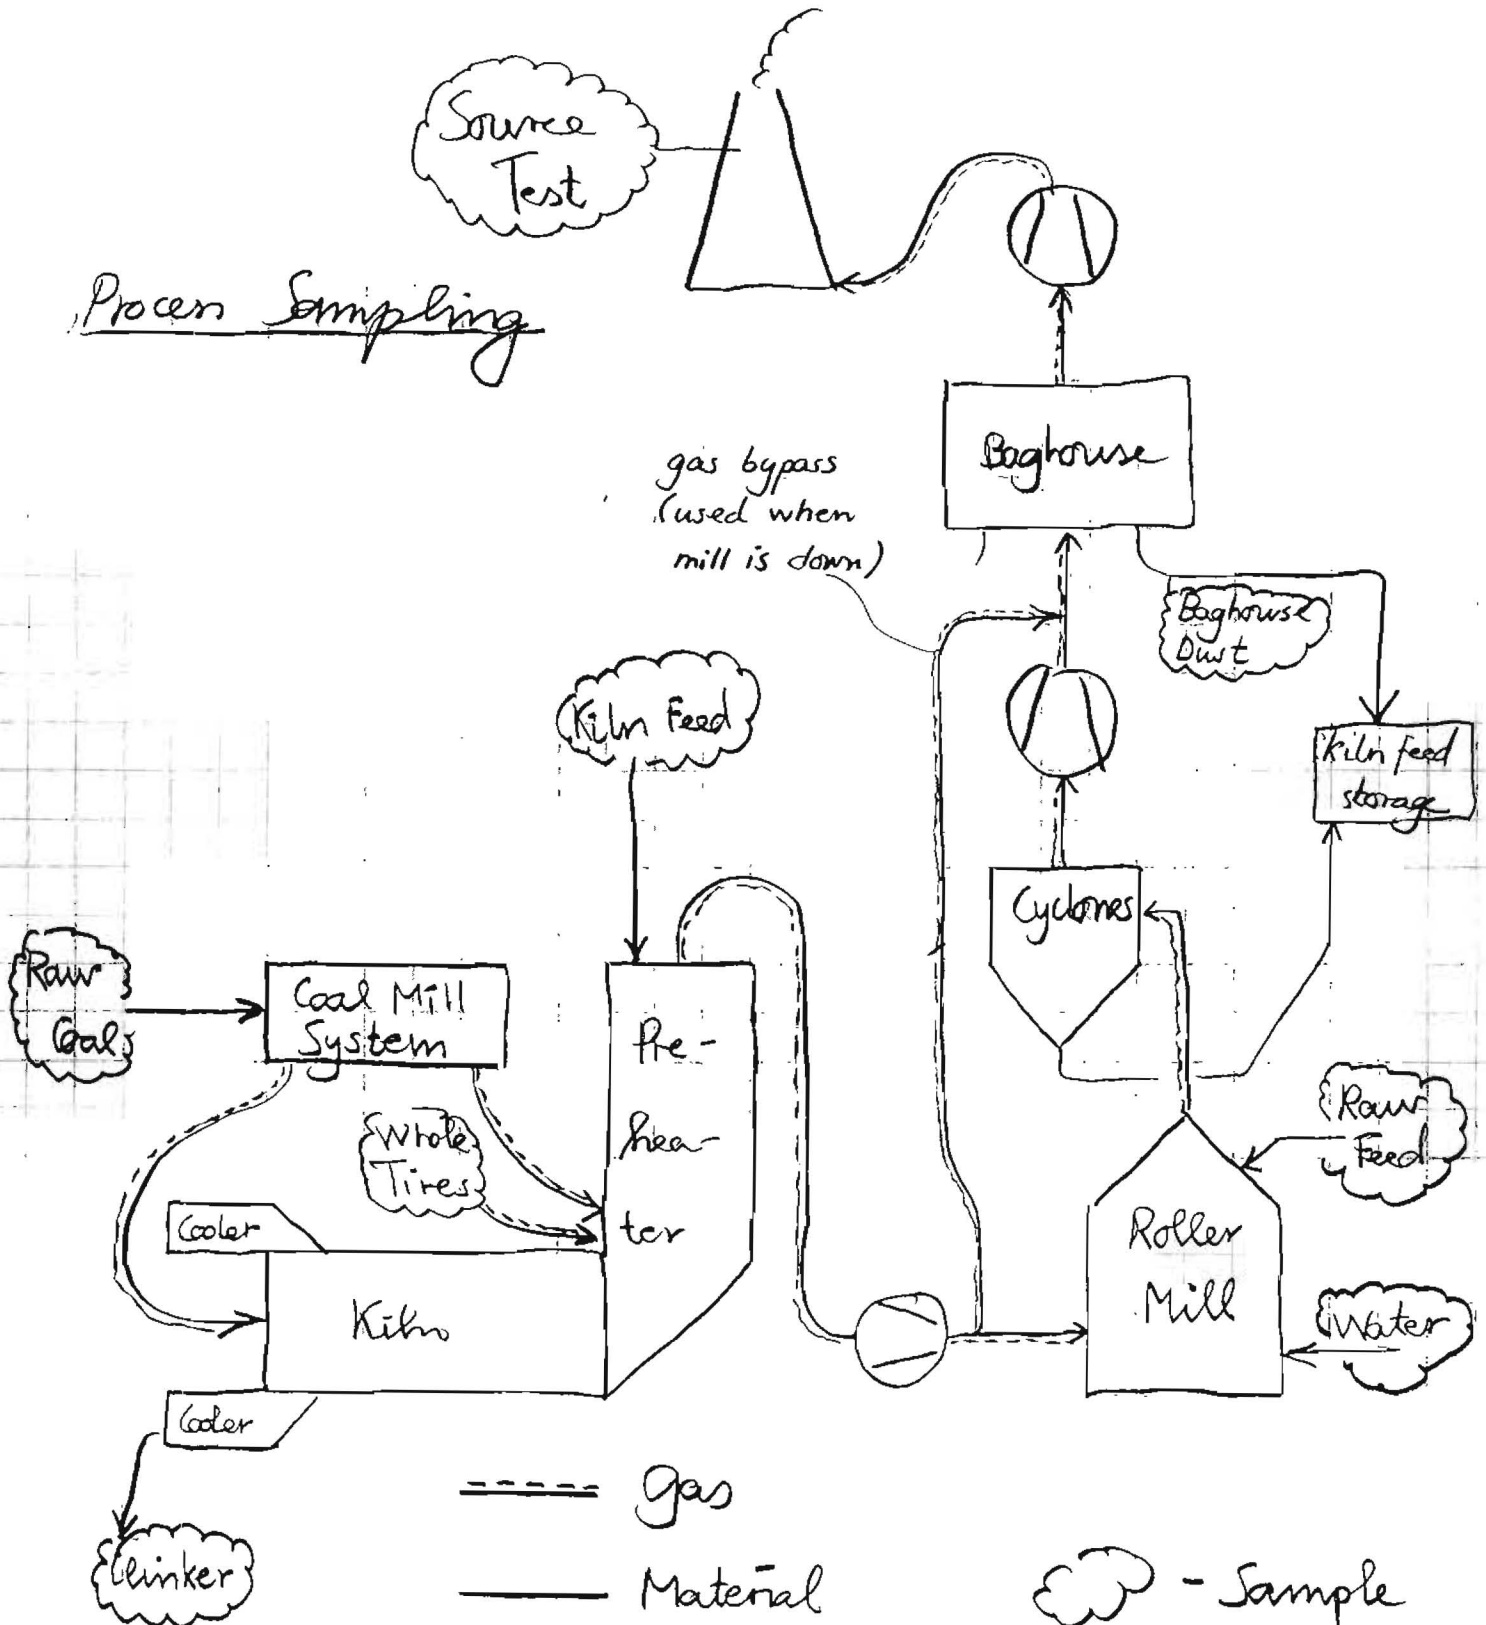 Source
Test
Process Sampling
Baghouse
gas bypass
(used when
mill is down)
Baghouse
Dust
Kiln Feed
kiln feed
storage
Cyclones
Raw
Coal
Coal Mill
System
Pre-
hea-
ter
Whole
Tires
Raw
Feed
Cooler
Roller
Mill
Kiln
Water
Cooler
gas
Clinker
Material
- Sample